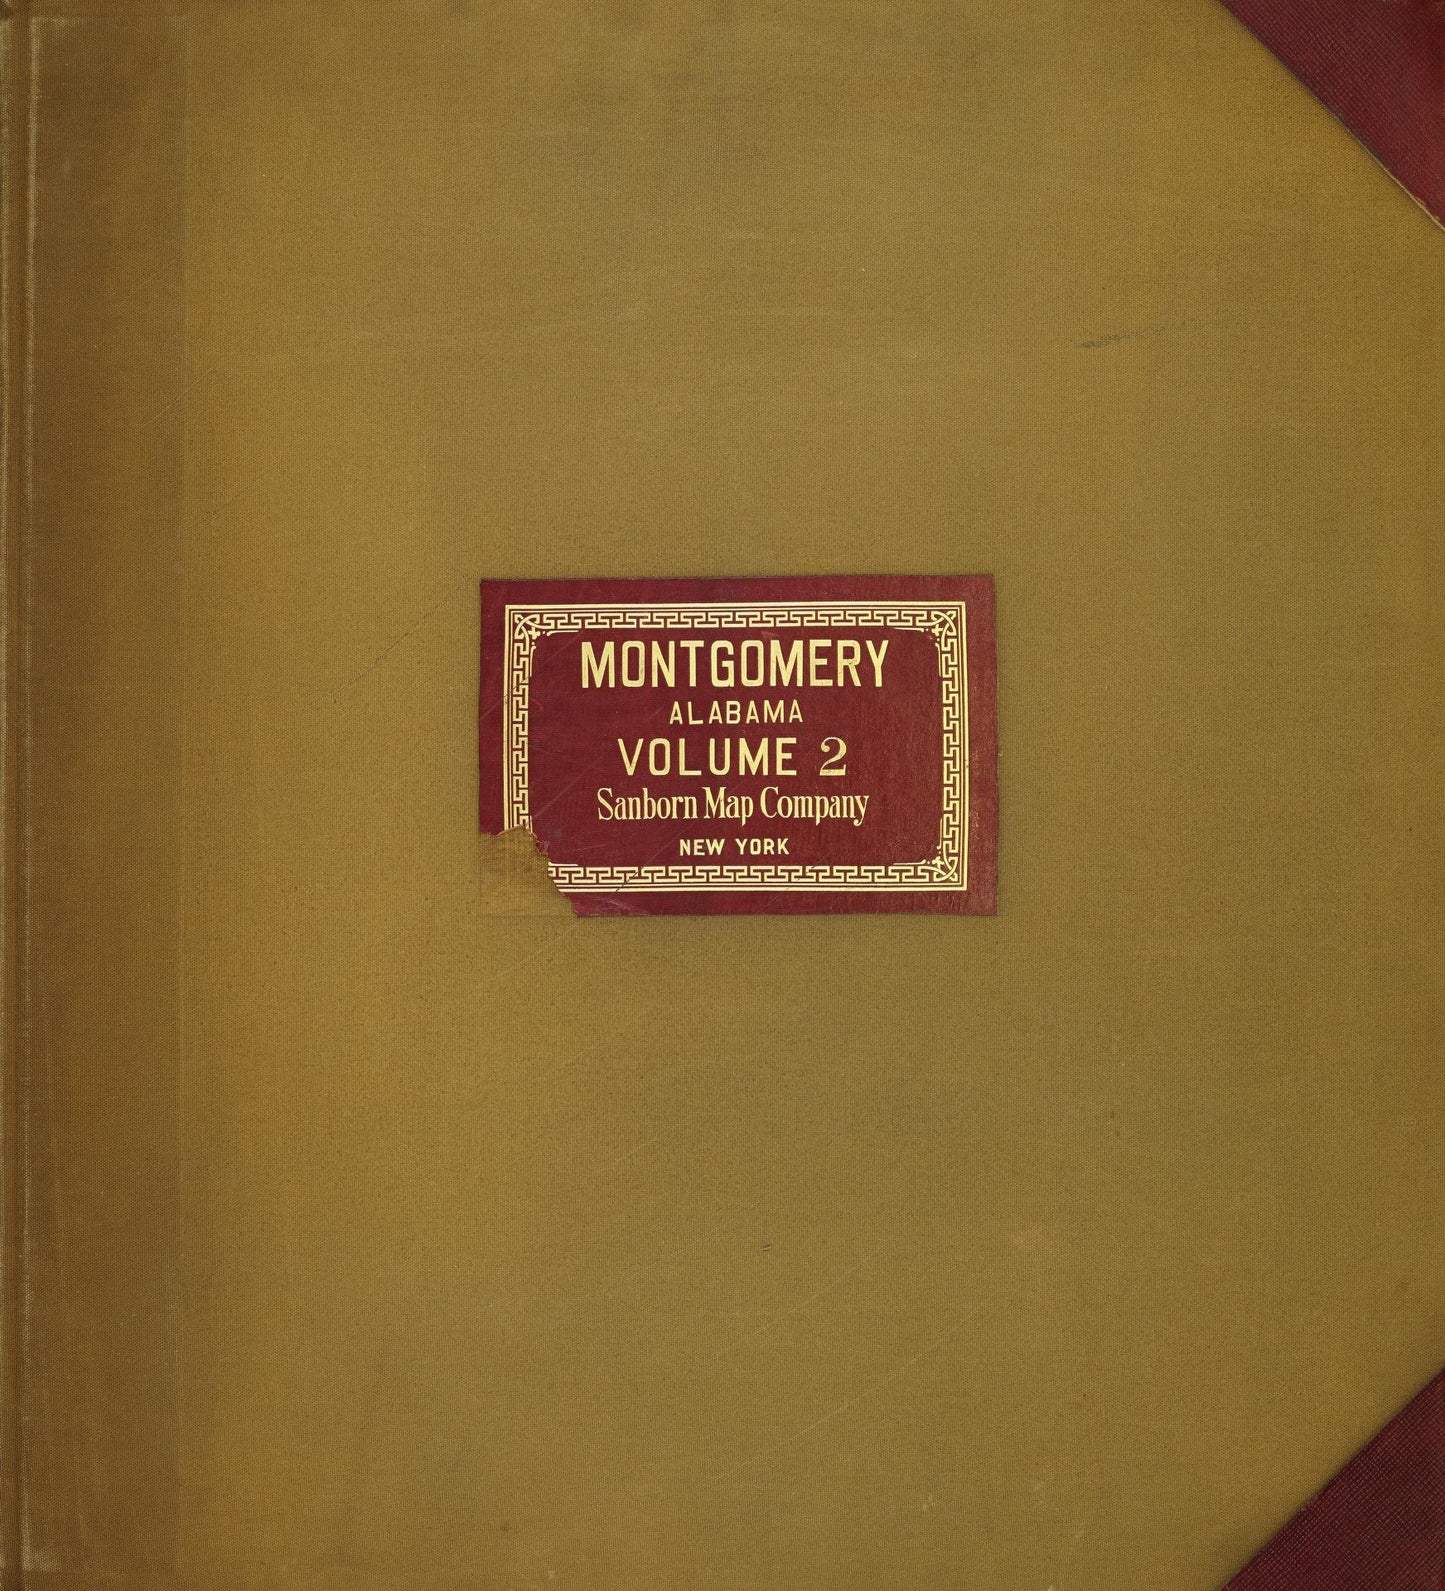 MONTGOMERY
ALABAMA
VOLUME 2
Sanborn Map Company
NEW YORK